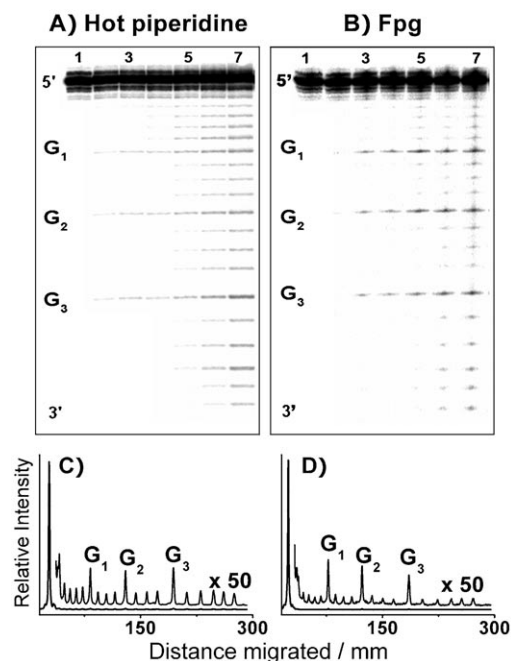 A) Hot piperidine
B) Fpg
1 3 5 7
1 3 5 7
5'
5'
G1
G1
G2
G2
G3
G3
3'
3'
Relative Intensity
C)
G1 G2 G3
x 50
D)
G1 G2 G3
x 50
150 300
150 300
Distance migrated / mm